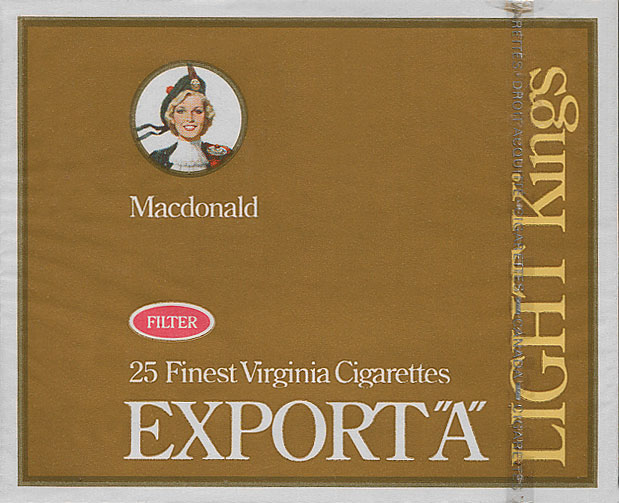 Macdonald
FILTER
25 Finest Virginia Cigarettes
EXPORT "A"
LIGHT Kings